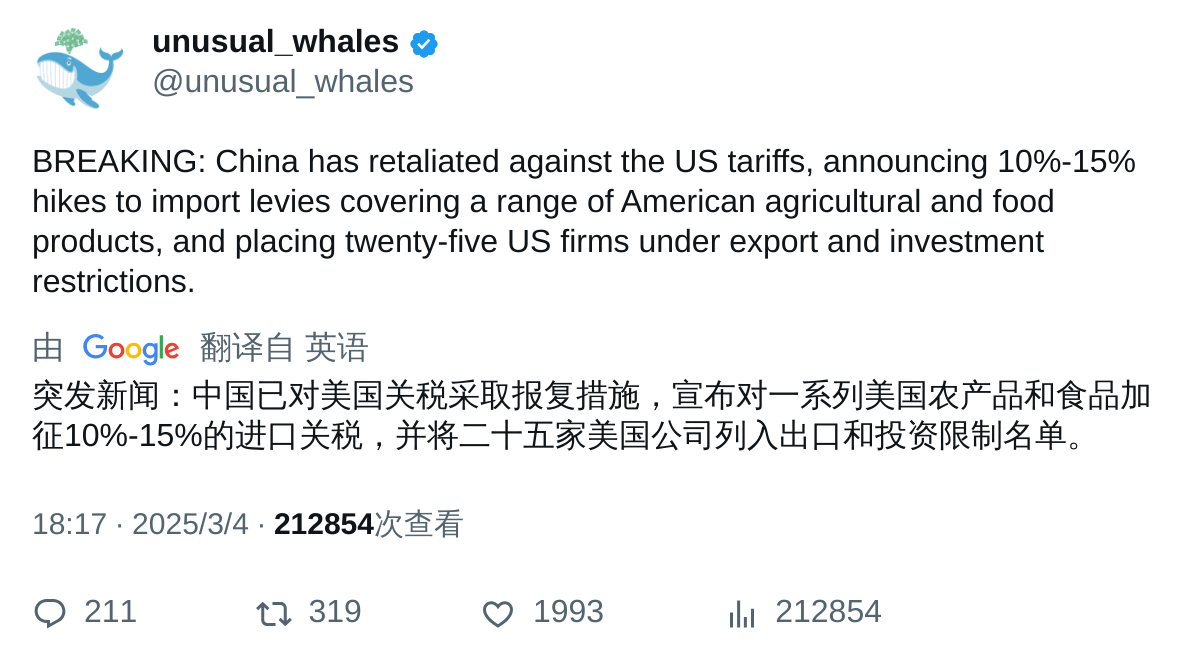 unusual_whales
@unusual_whales
BREAKING: China has retaliated against the US tariffs, announcing 10%-15%
hikes to import levies covering a range of American agricultural and food
products, and placing twenty-five US firms under export and investment
restrictions.
由 Google 翻译自 英语
突发新闻：中国已对美国关税采取报复措施，宣布对一系列美国农产品和食品加
征10%-15%的进口关税，并将二十五家美国公司列入出口和投资限制名单。
18:17 · 2025/3/4 · 212854次查看
211 319 1993 212854